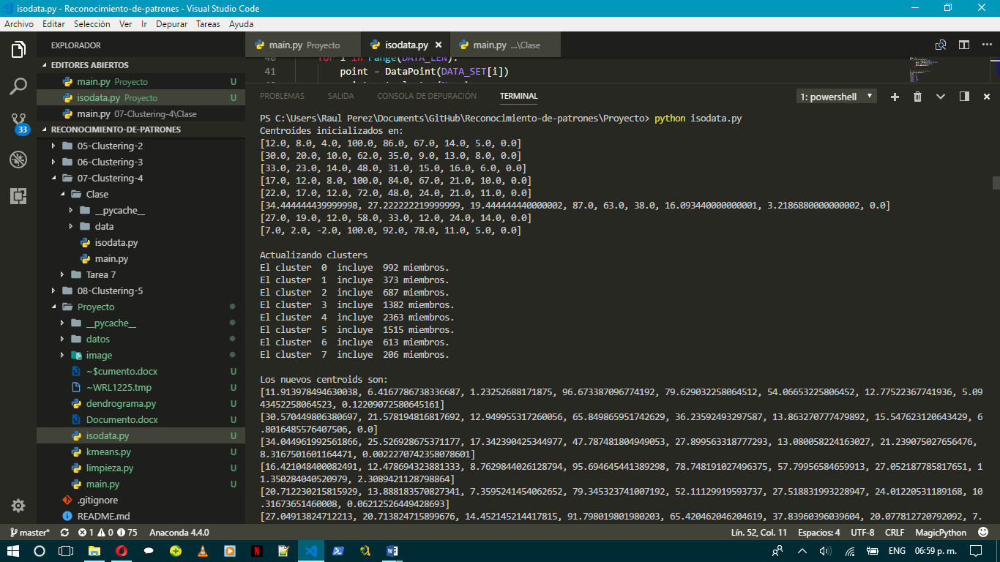 isodata.py - Reconocimiento-de-patrones - Visual Studio Code
Archivo Editar Selección Ver Ir Depurar Tareas Ayuda
EXPLORADOR
EDITORES ABIERTOS
main.py Proyecto U
isodata.py Proyecto U
main.py 07-Clustering-4\Clase
33
RECONOCIMIENTO-DE-PATRONES
05-Clustering-2
06-Clustering-3
07-Clustering-4
Clase
__pycache__
data
isodata.py
main.py
Tarea 7
08-Clustering-5
Proyecto
__pycache__
datos
image
~$cumento.docx U
~WRL1225.tmp U
dendrograma.py U
Documento.docx U
isodata.py U
kmeans.py U
limpieza.py U
main.py U
.gitignore
README.md
main.py Proyecto
isodata.py
main.py ...\Clase
40 for i in range(DATA_LEN):
41 point = DataPoint(DATA_SET[i])
PROBLEMAS SALIDA CONSOLA DE DEPURACIÓN TERMINAL 1: powershell
PS C:\Users\Raul Perez\Documents\GitHub\Reconocimiento-de-patrones\Proyecto> python isodata.py
Centroides inicializados en:
[12.0, 8.0, 4.0, 100.0, 86.0, 67.0, 14.0, 5.0, 0.0]
[30.0, 20.0, 10.0, 62.0, 35.0, 9.0, 13.0, 8.0, 0.0]
[33.0, 23.0, 14.0, 48.0, 31.0, 15.0, 16.0, 6.0, 0.0]
[17.0, 12.0, 8.0, 100.0, 84.0, 67.0, 21.0, 10.0, 0.0]
[22.0, 17.0, 12.0, 72.0, 48.0, 24.0, 21.0, 11.0, 0.0]
[34.444444439999998, 27.222222219999999, 19.444444440000002, 87.0, 63.0, 38.0, 16.093440000000001, 3.2186880000000002, 0.0]
[27.0, 19.0, 12.0, 58.0, 33.0, 12.0, 24.0, 14.0, 0.0]
[7.0, 2.0, -2.0, 100.0, 92.0, 78.0, 11.0, 5.0, 0.0]
Actualizando clusters
El cluster 0 incluye 992 miembros.
El cluster 1 incluye 373 miembros.
El cluster 2 incluye 687 miembros.
El cluster 3 incluye 1382 miembros.
El cluster 4 incluye 2363 miembros.
El cluster 5 incluye 1515 miembros.
El cluster 6 incluye 613 miembros.
El cluster 7 incluye 206 miembros.
Los nuevos centroids son:
[11.913978494630038, 6.4167786738336687, 1.23252688171875, 96.673387096774192, 79.629032258064512, 54.06653225806452, 12.77522367741936, 5.09
43452258064523, 0.12209072580645161]
[30.570449806380697, 21.578194816817692, 12.949955317260056, 65.849865951742629, 36.23592493297587, 13.863270777479892, 15.547623120643429, 6
.8016485576407506, 0.0]
[34.044961992561866, 25.526928675371177, 17.342390425344977, 47.787481804949053, 27.899563318777293, 13.080058224163027, 21.239075027656476,
8.3167501601164471, 0.0022270742358078601]
[16.421048400082491, 12.478694323881333, 8.7629844026128794, 95.694645441389298, 78.748191027496375, 57.79956584659913, 27.052187785817651, 1
1.350284040520979, 2.3089421128798864]
[20.712230215815929, 13.888183570827341, 7.3595241454062652, 79.345323741007192, 52.11129919593737, 27.518831993228947, 24.01220531189168, 10
.31673651460008, 0.06212526449428693]
[27.04913824712213, 20.713824715899676, 14.452145214417815, 91.798019801980203, 65.420462046204619, 37.83960396039604, 20.077812720792092, 7.
master* 1 0 75 Anaconda 4.4.0 Lín. 52, Col. 11 Espacios: 4 UTF-8 CRLF MagicPython
ENG 06:59 p. m.